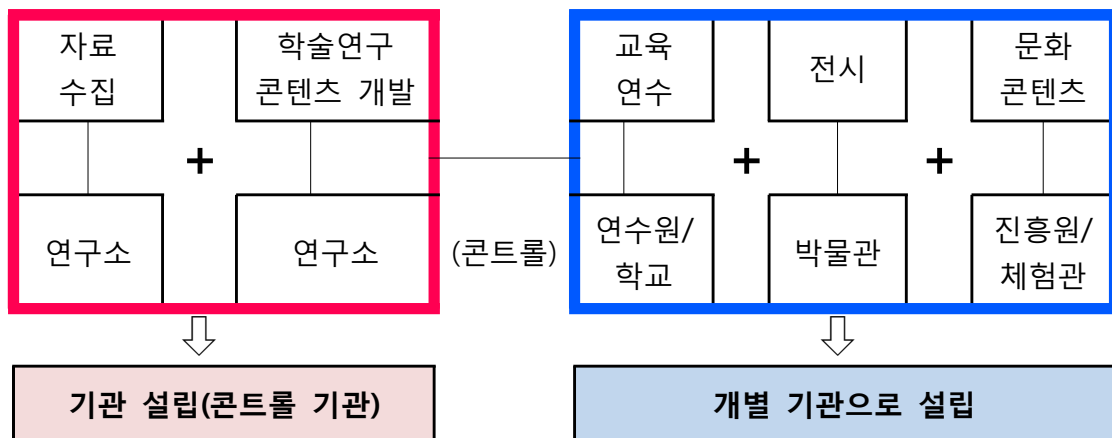 자료
수집
학술연구
콘텐츠 개발
교육
연수
전시
문화
콘텐츠
+
+
+
연구소
연구소
(콘트롤)
연수원/
학교
박물관
진흥원/
체험관
기관 설립(콘트롤 기관)
개별 기관으로 설립